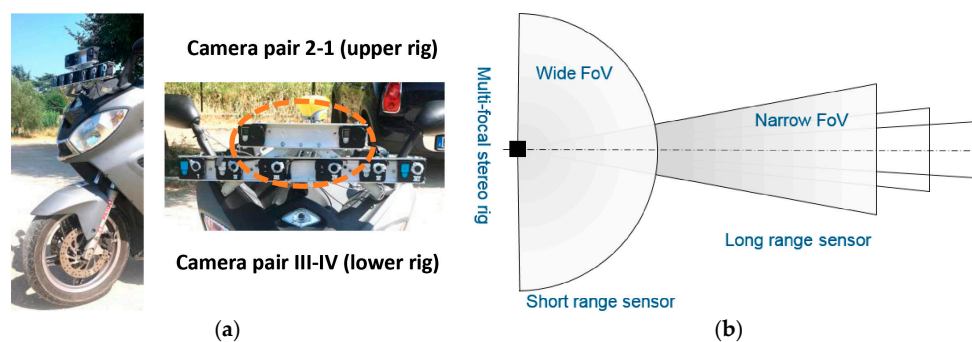 Camera pair 2-1 (upper rig)
Camera pair III-IV (lower rig)
(a)
Multi-focal stereo rig
Wide FoV
Narrow FoV
Long range sensor
Short range sensor
(b)